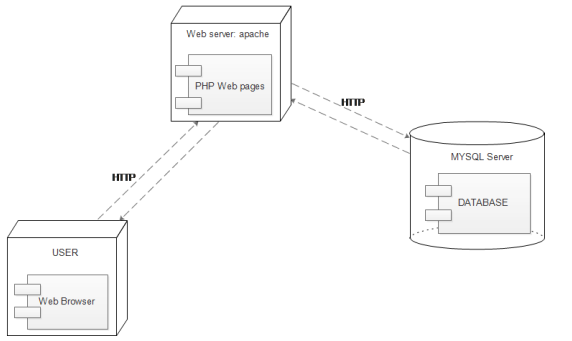 Web server: apache
PHP Web pages
HTTP
MYSQL Server
DATABASE
HTTP
USER
Web Browser